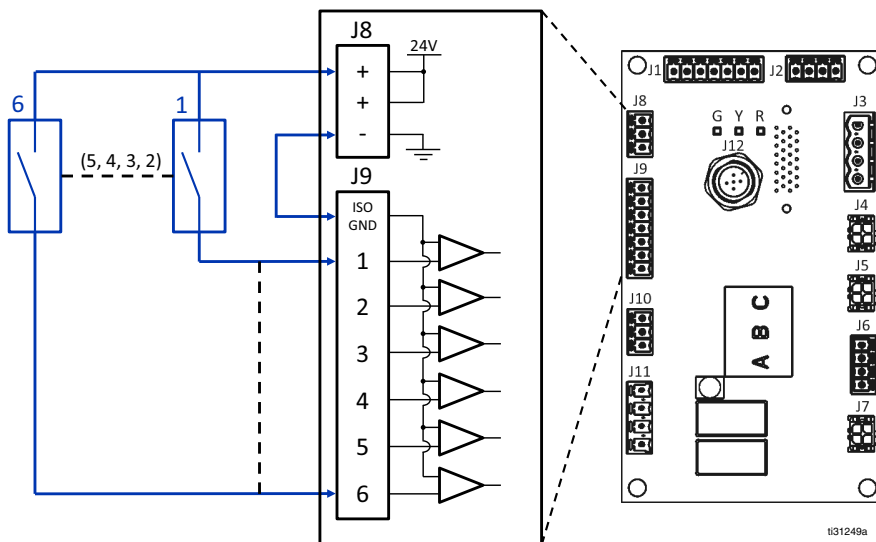 J8
24V
+
+
-
6
1
(5, 4, 3, 2)
J9
ISO
GND
1
2
3
4
5
6
J1
J2
J8
G Y R
J3
J12
J9
J4
J5
J10
A B C
J6
J11
J7
ti31249a